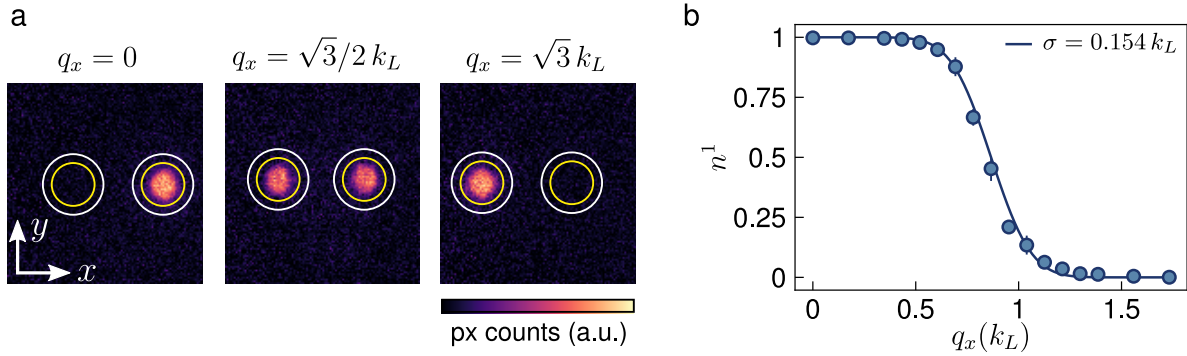 a
q_x = 0
q_x = √3/2 k_L
q_x = √3 k_L
y
x
px counts (a.u.)
b
σ = 0.154 k_L
1
0.75
0.5
0.25
0
n^1
0
0.5
1
1.5
q_x(k_L)